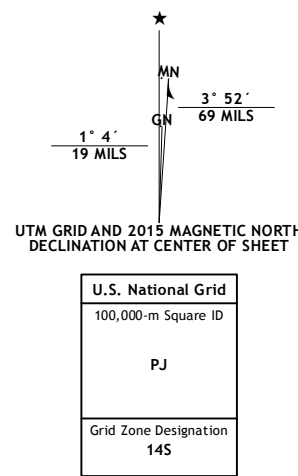 ★
MN
3° 52´
GN
69 MILS
1° 4´
19 MILS
UTM GRID AND 2015 MAGNETIC NORTH
DECLINATION AT CENTER OF SHEET
U.S. National Grid
100,000-m Square ID
PJ
Grid Zone Designation
14S